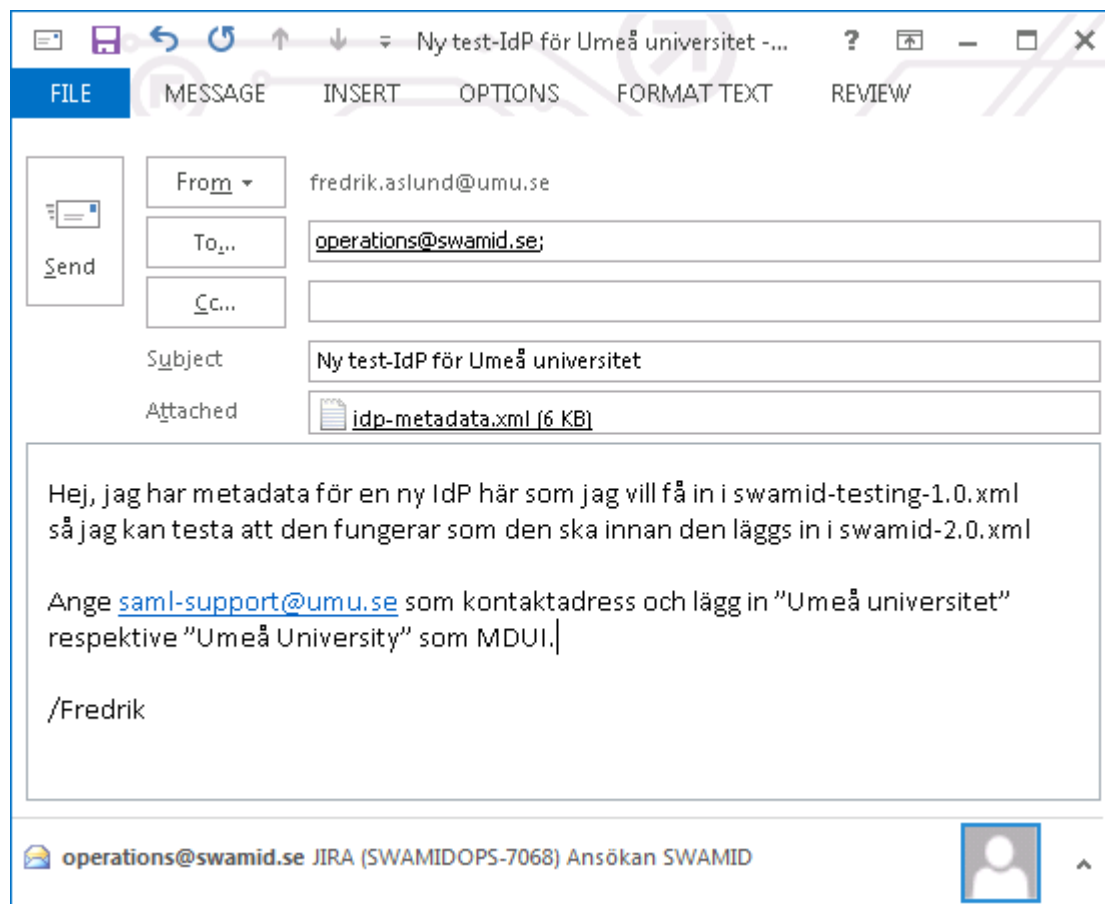 Ny test-IdP för Umeå universitet -...
?
FILE MESSAGE INSERT OPTIONS FORMAT TEXT REVIEW
Send
From fredrik.aslund@umu.se
To... operations@swamid.se;
Cc...
Subject Ny test-IdP för Umeå universitet
Attached idp-metadata.xml (6 KB)
Hej, jag har metadata för en ny IdP här som jag vill få in i swamid-testing-1.0.xml
så jag kan testa att den fungerar som den ska innan den läggs in i swamid-2.0.xml
Ange saml-support@umu.se som kontaktadress och lägg in ”Umeå universitet”
respektive ”Umeå University” som MDUI.
/Fredrik
operations@swamid.se JIRA (SWAMIDOPS-7068) Ansökan SWAMID